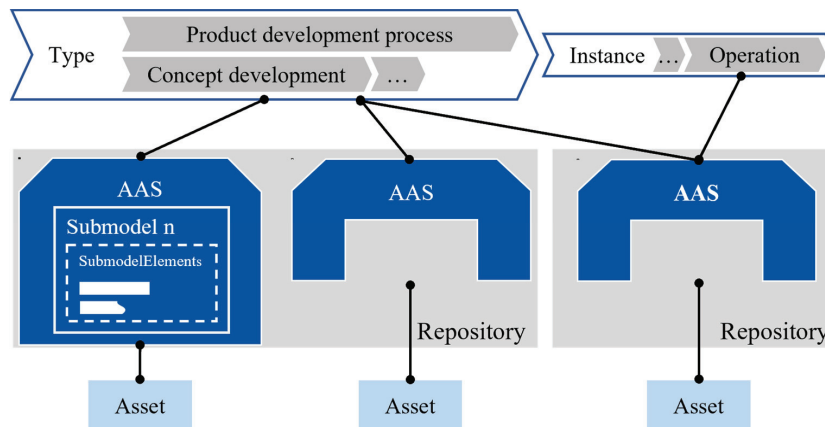 Product development process
Type
Concept development
…
Instance
…
Operation
AAS
Submodel n
SubmodelElements
AAS
Repository
AAS
Repository
Asset
Asset
Asset